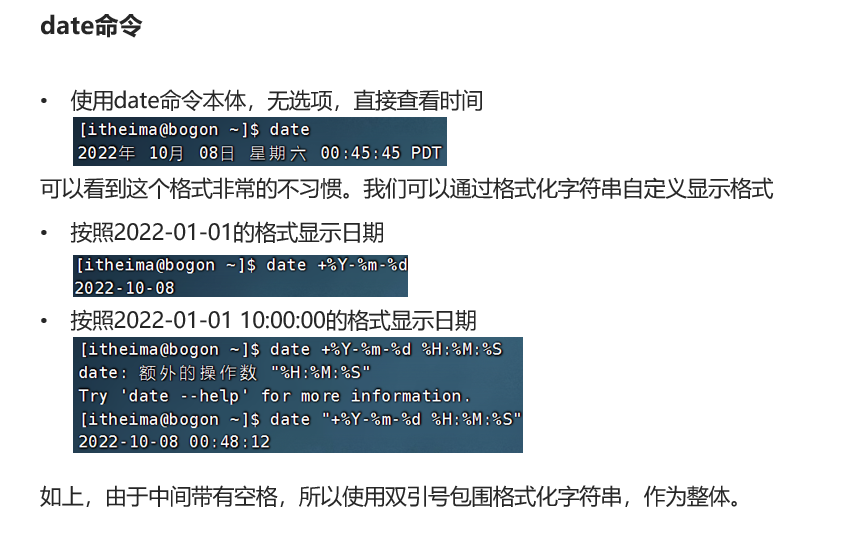 date命令
• 使用date命令本体，无选项，直接查看时间
[itheima@bogon ~]$ date
2022年 10月 08日 星期六 00:45:45 PDT
可以看到这个格式非常的不习惯。我们可以通过格式化字符串自定义显示格式
• 按照2022-01-01的格式显示日期
[itheima@bogon ~]$ date +%Y-%m-%d
2022-10-08
• 按照2022-01-01 10:00:00的格式显示日期
[itheima@bogon ~]$ date +%Y-%m-%d %H:%M:%S
date: 额外的操作数 "%H:%M:%S"
Try 'date --help' for more information.
[itheima@bogon ~]$ date "+%Y-%m-%d %H:%M:%S"
2022-10-08 00:48:12
如上，由于中间带有空格，所以使用双引号包围格式化字符串，作为整体。